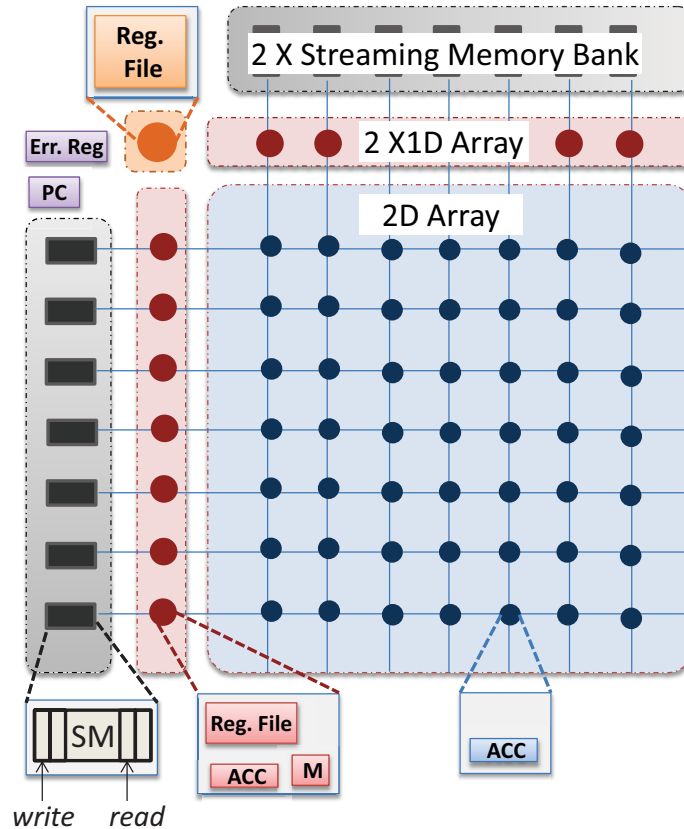 Reg.
File
2 X Streaming Memory Bank
Err. Reg
2 X1D Array
PC
2D Array
SM
Reg. File
ACC
M
ACC
write
read